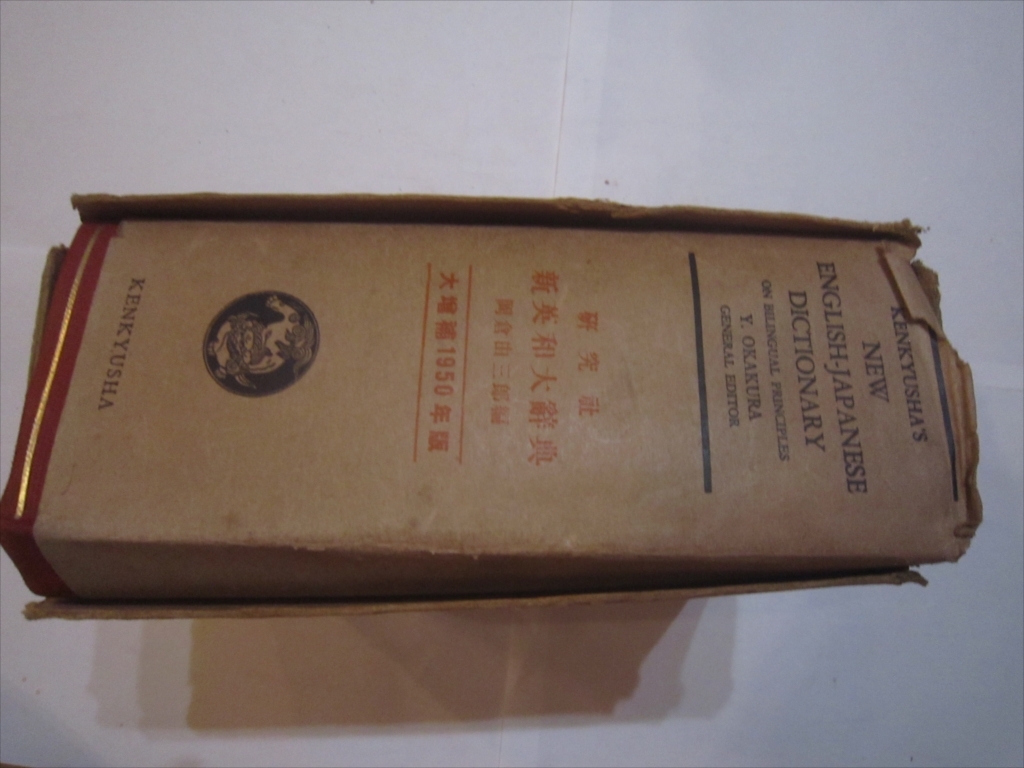 KENKYUSHA'S
NEW
ENGLISH-JAPANESE
DICTIONARY
ON BILINGUAL PRINCIPLES
Y. OKAKURA
GENERAL EDITOR
研究社
新英和大辭典
岡倉由三郎編
大增補1950年版
KENKYUSHA